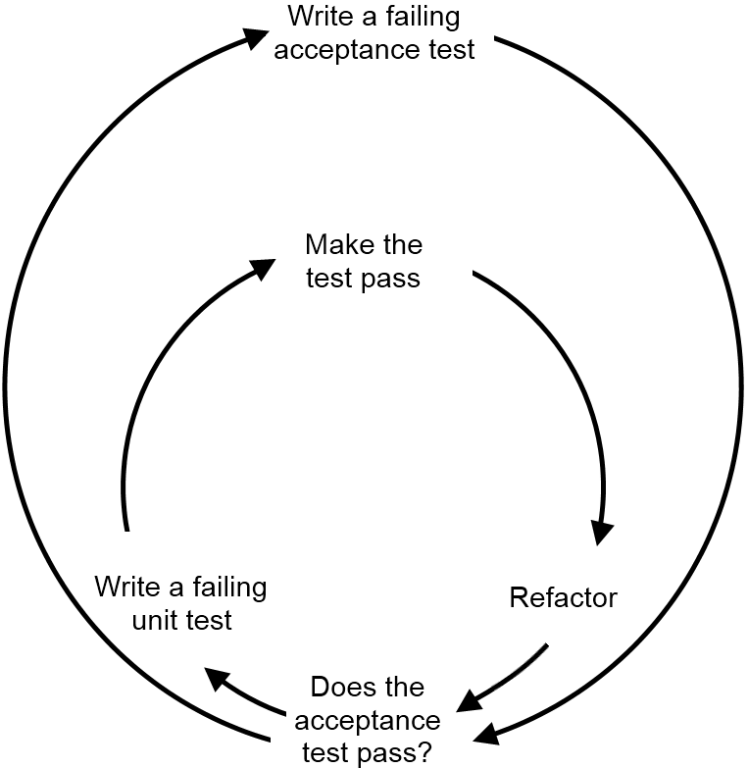 Write a failing
acceptance test
Make the
test pass
Write a failing
unit test
Refactor
Does the
acceptance
test pass?